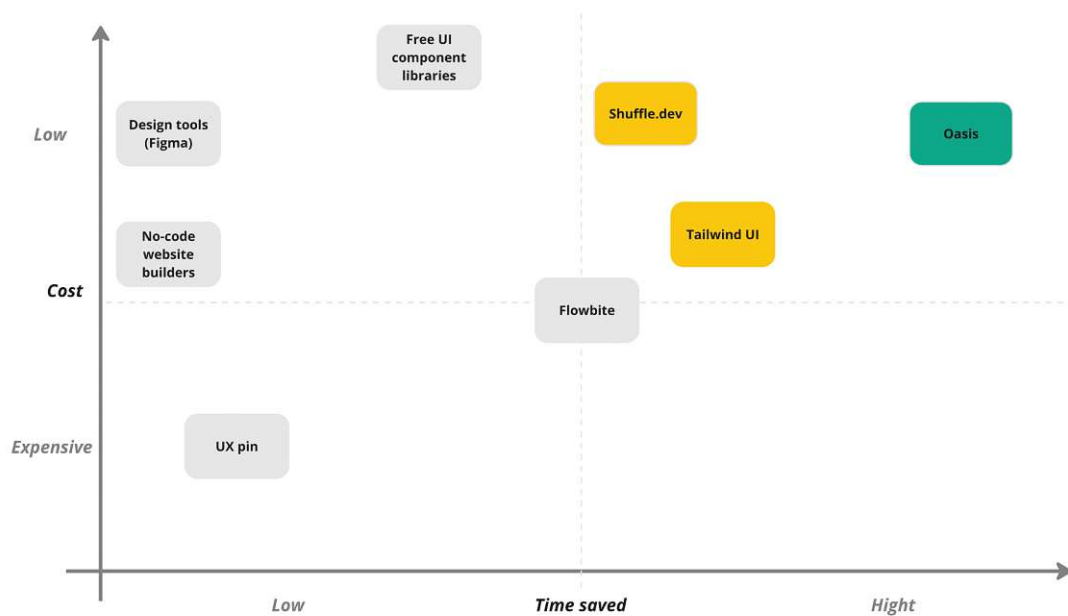 Free UI
component
libraries
Low
Design tools
(Figma)
Shuffle.dev
Oasis
No-code
website
builders
Tailwind UI
Cost
Flowbite
Expensive
UX pin
Low
Time saved
Hight